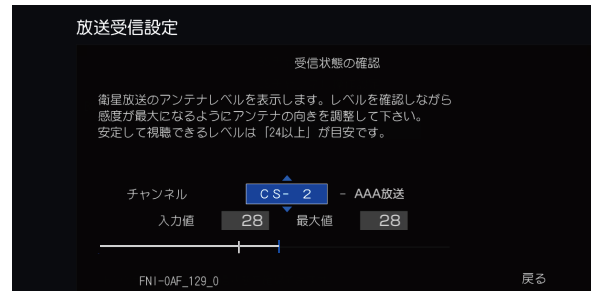 放送受信設定
受信状態の確認
衛星放送のアンテナレベルを表示します。レベルを確認しながら
感度が最大になるようにアンテナの向きを調整して下さい。
安定して視聴できるレベルは「24以上」が目安です。
チャンネル CS- 2 - AAA放送
入力値 28 最大値 28
FNI-0AF_129_0 戻る